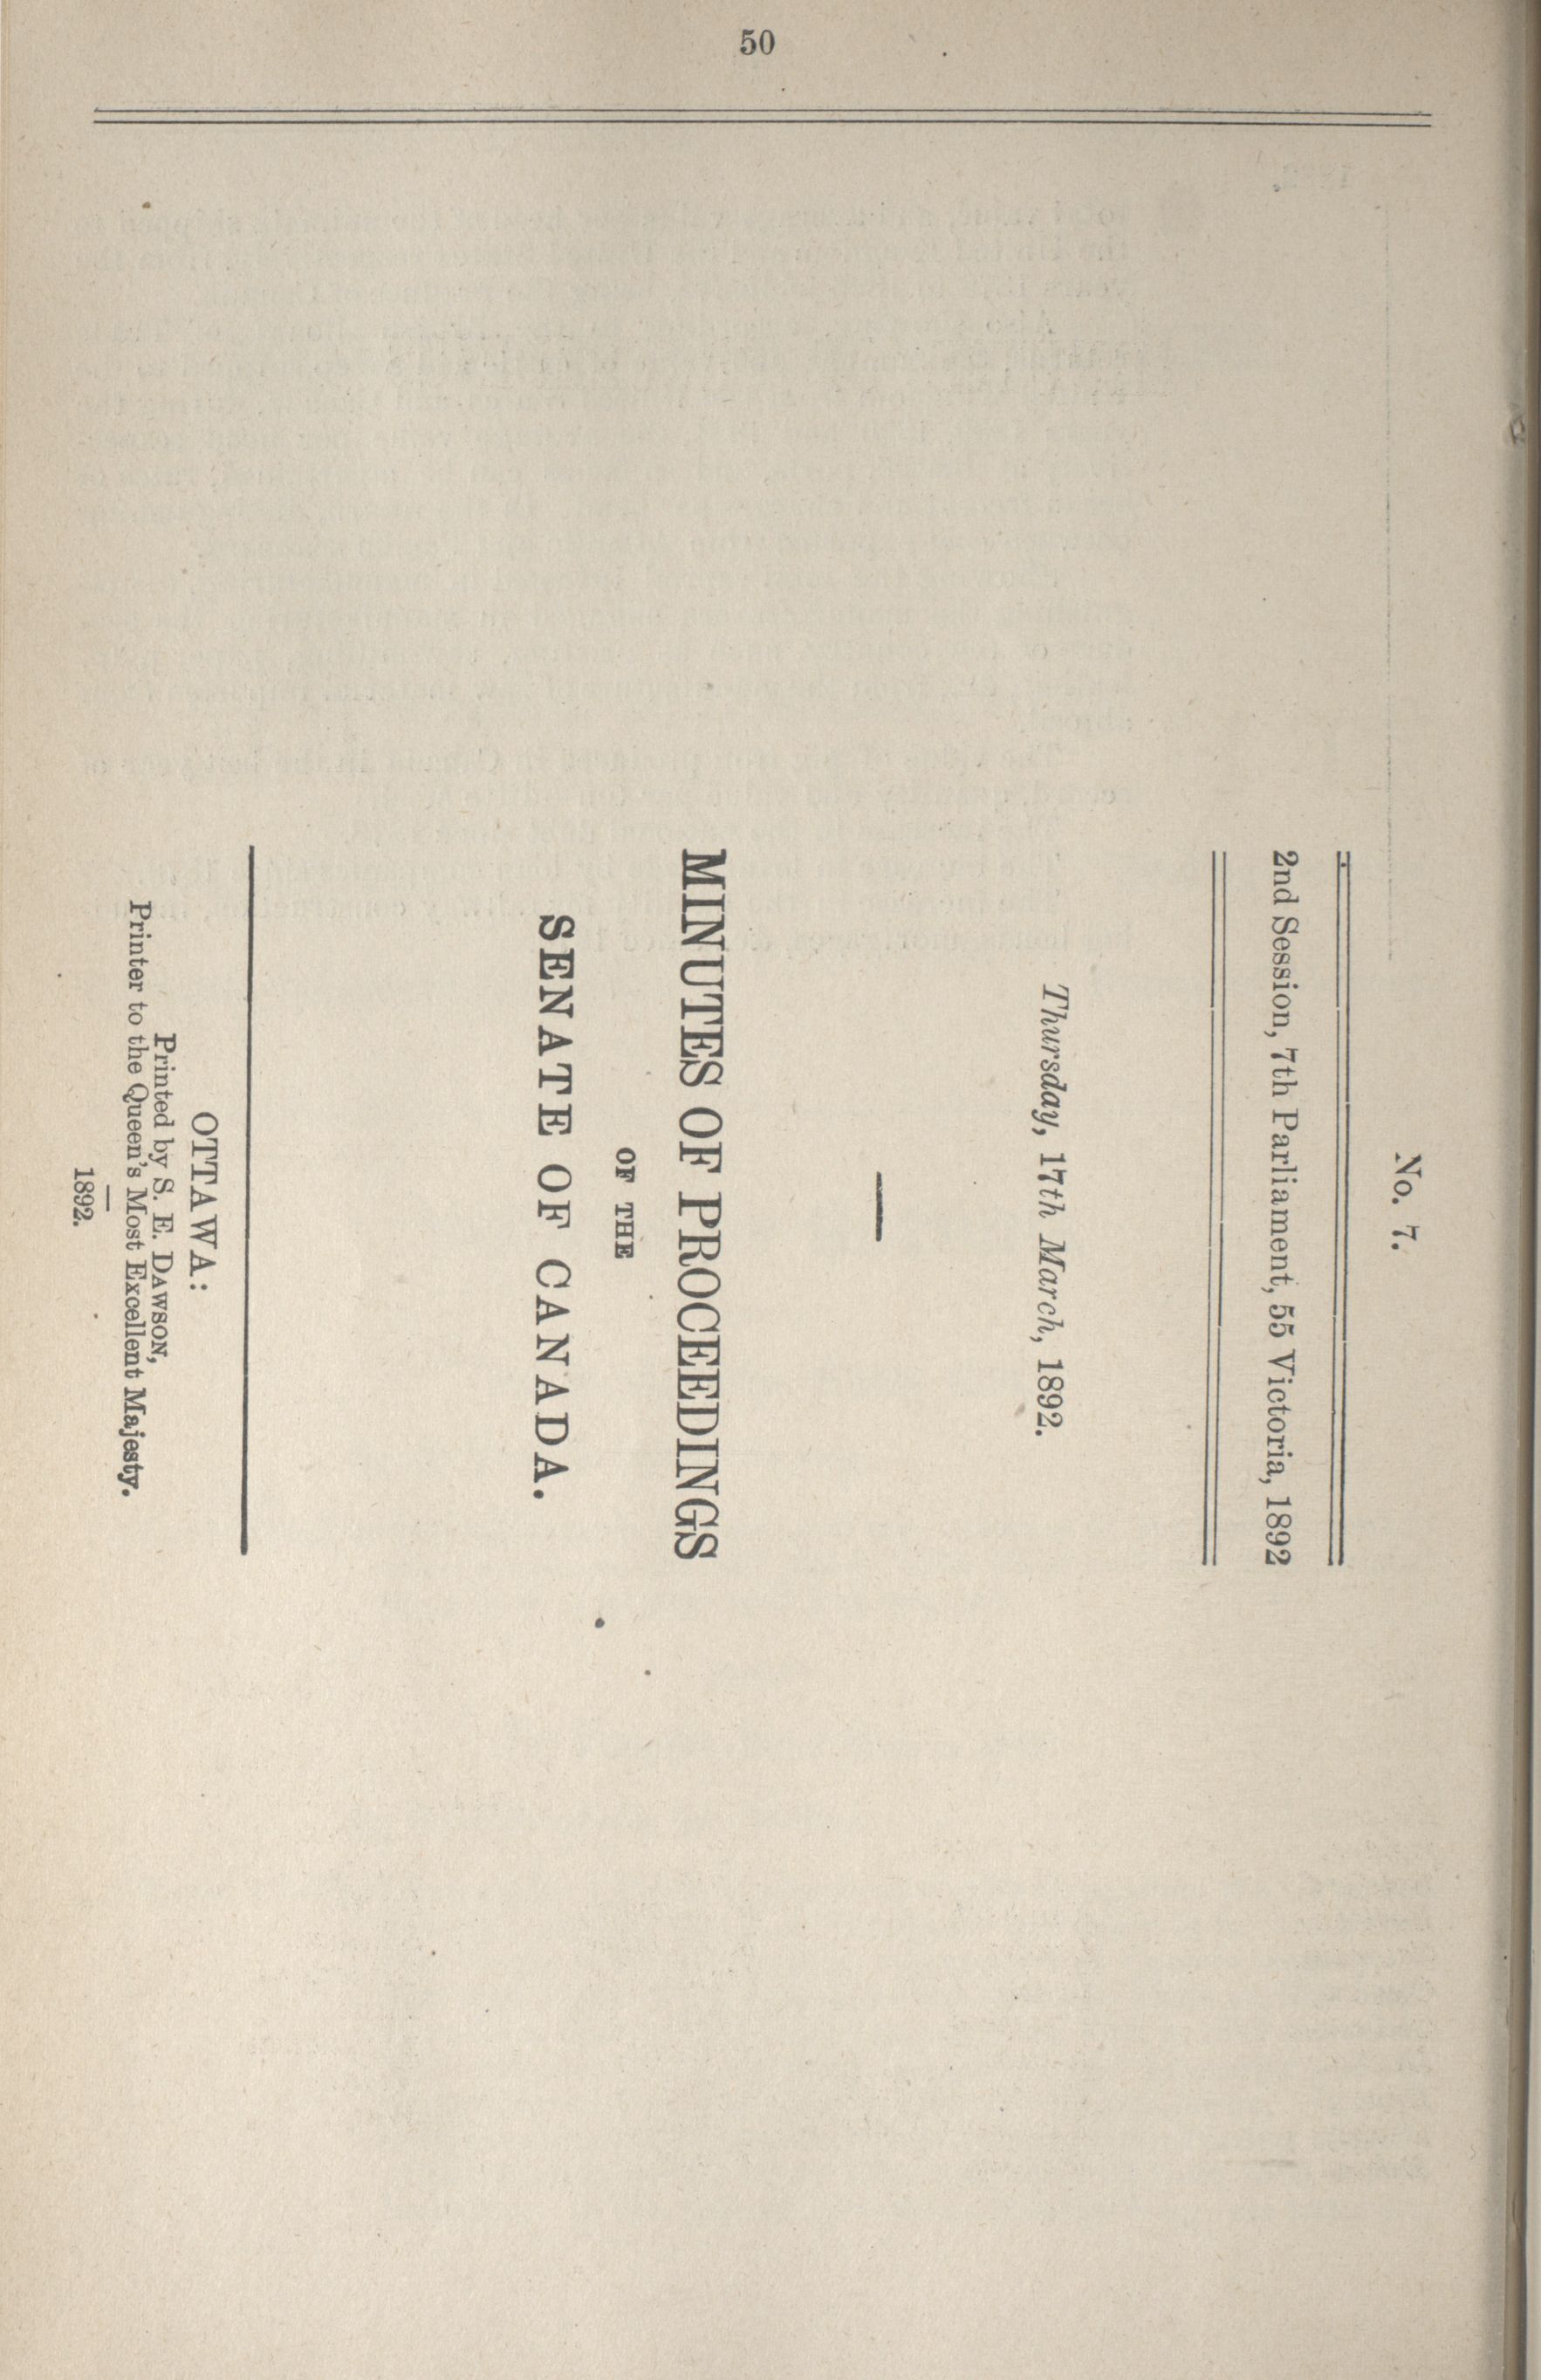 50
No. 7.
2nd Session, 7th Parliament, 55 Victoria, 1892
Thursday, 17th March, 1892.
MINUTES OF PROCEEDINGS
OF THE
SENATE OF CANADA.
OTTAWA:
Printed by S. E. DAWSON,
Printer to the Queen's Most Excellent Majesty.
1892.